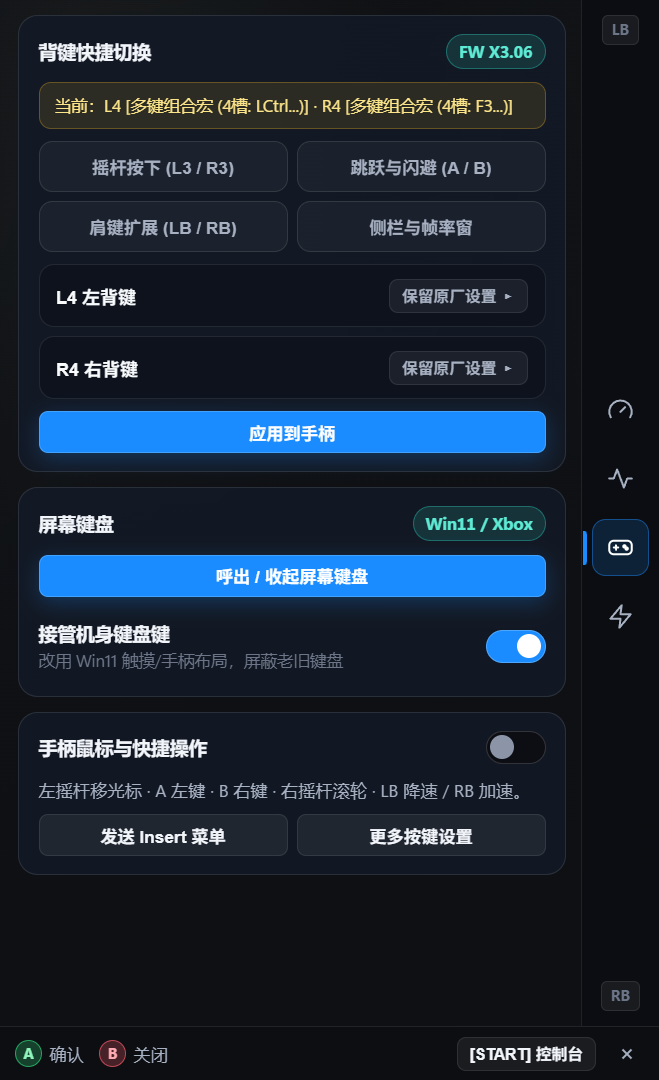 LB
背键快捷切换
FW X3.06
当前：L4 [多键组合宏 (4槽: LCtrl...)] · R4 [多键组合宏 (4槽: F3...)]
摇杆按下 (L3 / R3)
跳跃与闪避 (A / B)
肩键扩展 (LB / RB)
侧栏与帧率窗
L4 左背键
保留原厂设置 ▸
R4 右背键
保留原厂设置 ▸
应用到手柄
屏幕键盘
Win11 / Xbox
呼出 / 收起屏幕键盘
接管机身键盘键
改用 Win11 触摸/手柄布局，屏蔽老旧键盘
手柄鼠标与快捷操作
左摇杆移光标 · A 左键 · B 右键 · 右摇杆滚轮 · LB 降速 / RB 加速。
发送 Insert 菜单
更多按键设置
RB
A 确认 B 关闭
[START] 控制台 ×